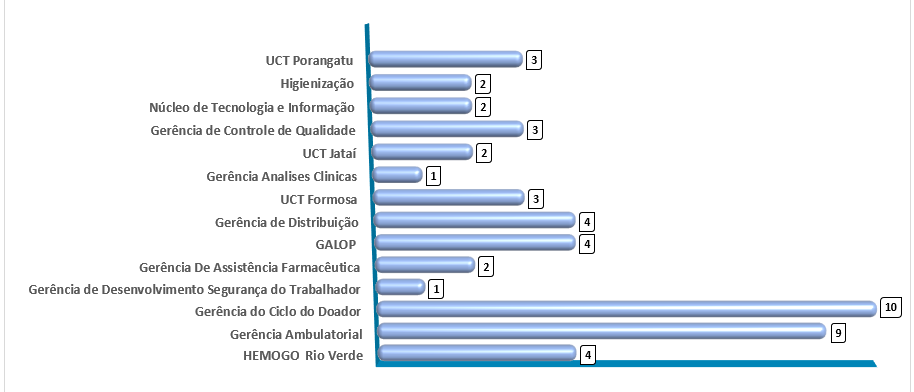 UCT Porangatu 3
Higienização 2
Núcleo de Tecnologia e Informação 2
Gerência de Controle de Qualidade 3
UCT Jataí 2
Gerência Analises Clinicas 1
UCT Formosa 3
Gerência de Distribuição 4
GALOP 4
Gerência De Assistência Farmacêutica 2
Gerência de Desenvolvimento Segurança do Trabalhador 1
Gerência do Ciclo do Doador 10
Gerência Ambulatorial 9
HEMOGO Rio Verde 4